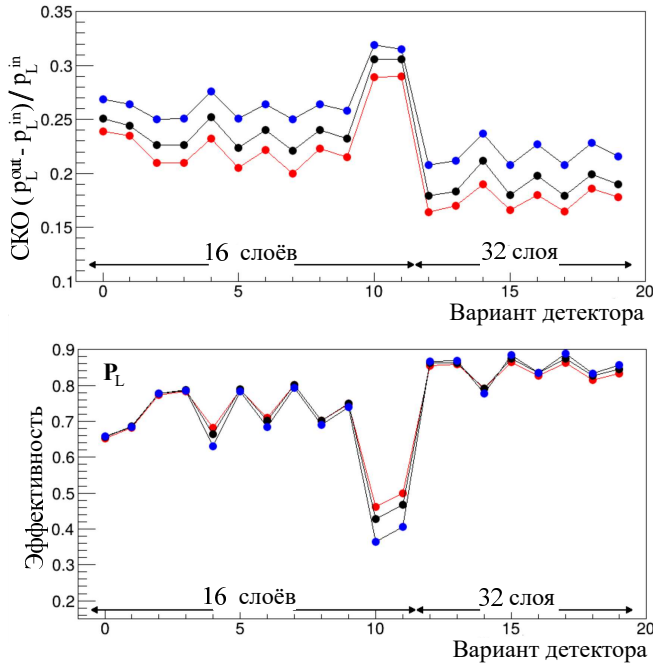 СКО (p_L^out - p_L^in) / p_L^in
0.35
0.3
0.25
0.2
0.15
0.1
16 слоёв
32 слоя
0 5 10 15 20
Вариант детектора
Эффективность
P_L
0.9
0.8
0.7
0.6
0.5
0.4
0.3
0.2
16 слоёв
32 слоя
0 5 10 15 20
Вариант детектора